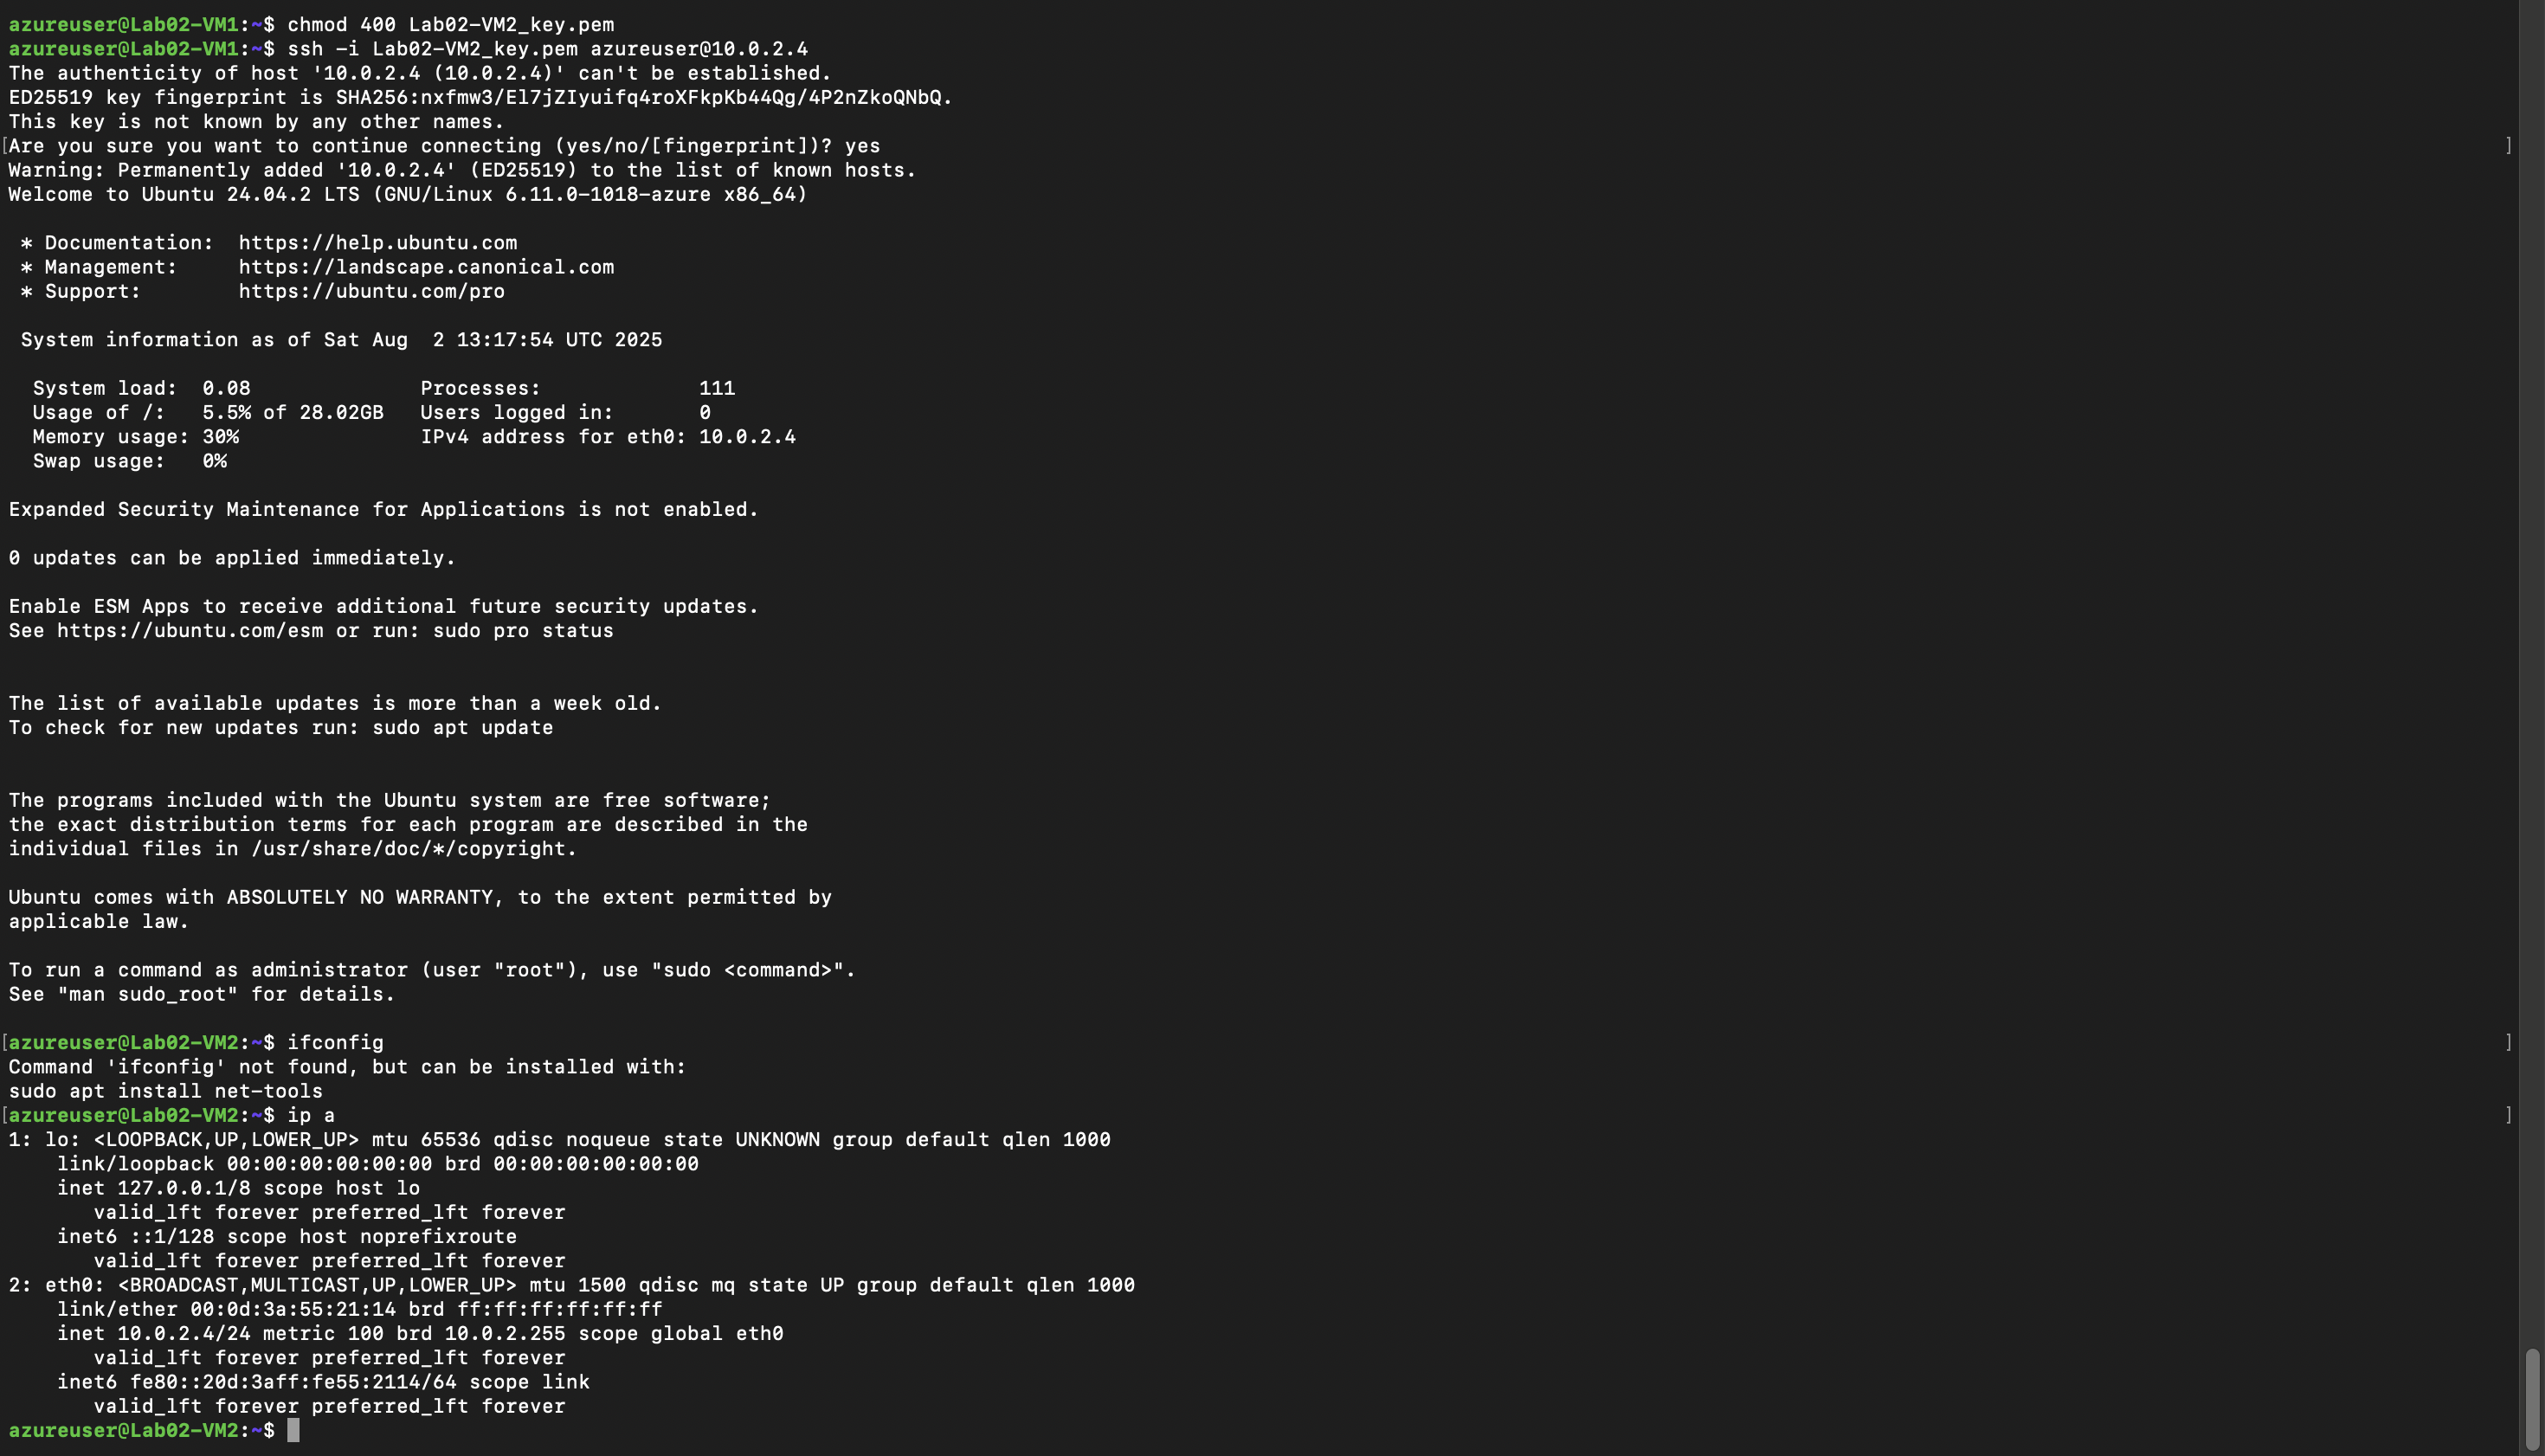 azureuser@Lab02-VM1:~$ chmod 400 Lab02-VM2_key.pem
azureuser@Lab02-VM1:~$ ssh -i Lab02-VM2_key.pem azureuser@10.0.2.4
The authenticity of host '10.0.2.4 (10.0.2.4)' can't be established.
ED25519 key fingerprint is SHA256:nxfmw3/El7jZIyuifq4roXFkpKb44Qg/4P2nZkoQNbQ.
This key is not known by any other names.
[Are you sure you want to continue connecting (yes/no/[fingerprint])? yes ]
Warning: Permanently added '10.0.2.4' (ED25519) to the list of known hosts.
Welcome to Ubuntu 24.04.2 LTS (GNU/Linux 6.11.0-1018-azure x86_64)

 * Documentation:  https://help.ubuntu.com
 * Management:     https://landscape.canonical.com
 * Support:        https://ubuntu.com/pro

 System information as of Sat Aug  2 13:17:54 UTC 2025

  System load:  0.08              Processes:             111
  Usage of /:   5.5% of 28.02GB   Users logged in:       0
  Memory usage: 30%               IPv4 address for eth0: 10.0.2.4
  Swap usage:   0%

Expanded Security Maintenance for Applications is not enabled.

0 updates can be applied immediately.

Enable ESM Apps to receive additional future security updates.
See https://ubuntu.com/esm or run: sudo pro status

The list of available updates is more than a week old.
To check for new updates run: sudo apt update

The programs included with the Ubuntu system are free software;
the exact distribution terms for each program are described in the
individual files in /usr/share/doc/*/copyright.

Ubuntu comes with ABSOLUTELY NO WARRANTY, to the extent permitted by
applicable law.

To run a command as administrator (user "root"), use "sudo <command>".
See "man sudo_root" for details.

[azureuser@Lab02-VM2:~$ ifconfig ]
Command 'ifconfig' not found, but can be installed with:
sudo apt install net-tools
[azureuser@Lab02-VM2:~$ ip a ]
1: lo: <LOOPBACK,UP,LOWER_UP> mtu 65536 qdisc noqueue state UNKNOWN group default qlen 1000
    link/loopback 00:00:00:00:00:00 brd 00:00:00:00:00:00
    inet 127.0.0.1/8 scope host lo
       valid_lft forever preferred_lft forever
    inet6 ::1/128 scope host noprefixroute
       valid_lft forever preferred_lft forever
2: eth0: <BROADCAST,MULTICAST,UP,LOWER_UP> mtu 1500 qdisc mq state UP group default qlen 1000
    link/ether 00:0d:3a:55:21:14 brd ff:ff:ff:ff:ff:ff
    inet 10.0.2.4/24 metric 100 brd 10.0.2.255 scope global eth0
       valid_lft forever preferred_lft forever
    inet6 fe80::20d:3aff:fe55:2114/64 scope link
       valid_lft forever preferred_lft forever
azureuser@Lab02-VM2:~$